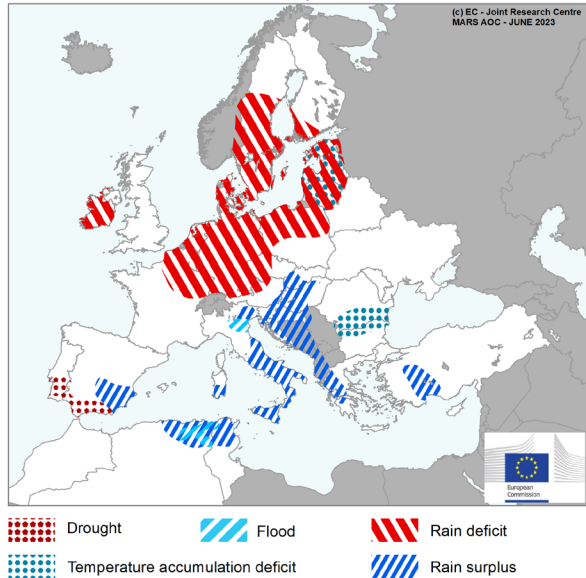 (c) EC - Joint Research Centre
MARS AOC - JUNE 2023
European
Commission
Drought
Flood
Rain deficit
Temperature accumulation deficit
Rain surplus